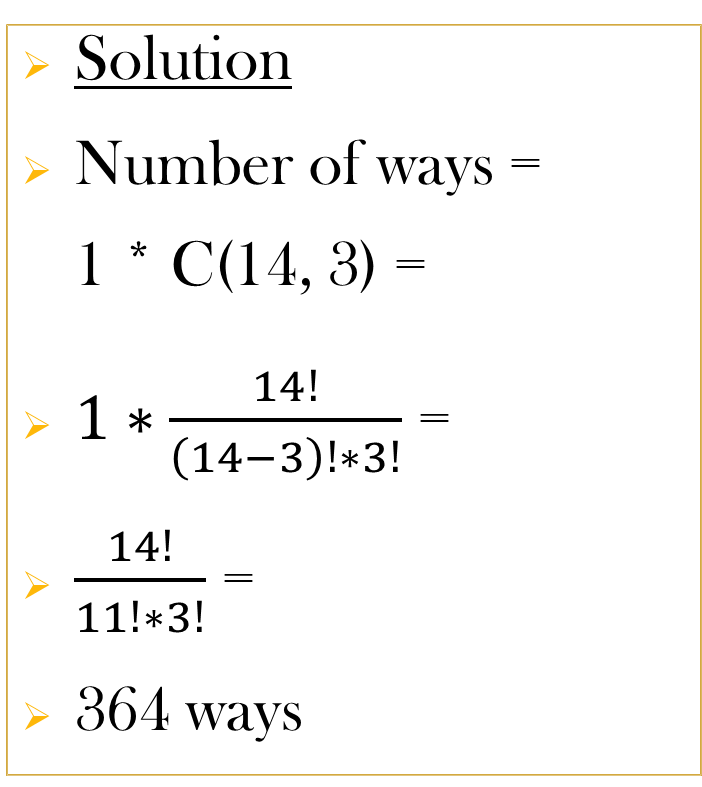 Solution
Number of ways =
1 * C(14, 3) =
1 * 14! / (14−3)!*3! =
14! / 11!*3! =
364 ways